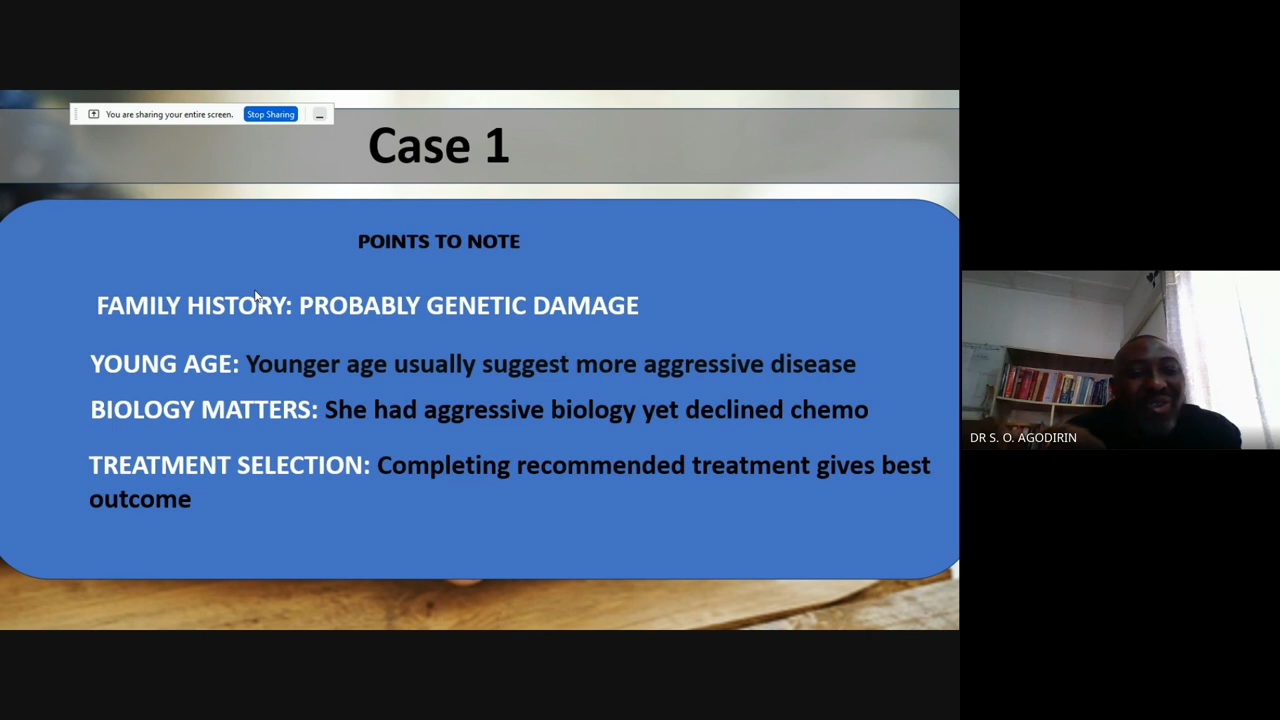 You are sharing your entire screen.
Stop Sharing
Case 1
POINTS TO NOTE
FAMILY HISTORY: PROBABLY GENETIC DAMAGE
YOUNG AGE: Younger age usually suggest more aggressive disease
BIOLOGY MATTERS: She had aggressive biology yet declined chemo
TREATMENT SELECTION: Completing recommended treatment gives best
outcome
DR S. O. AGODIRIN